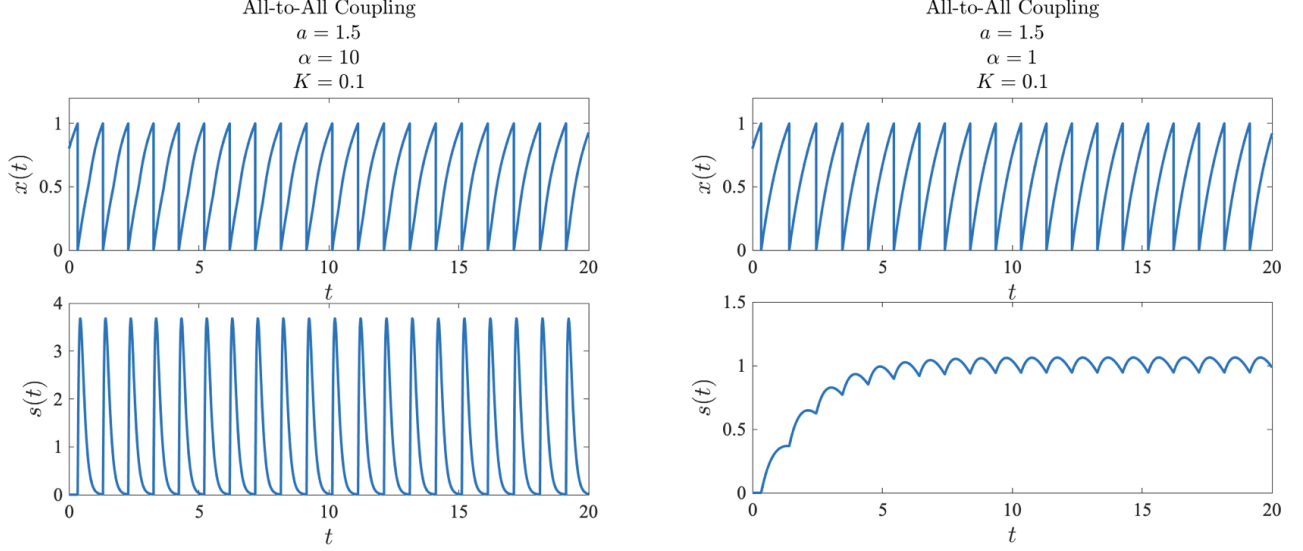 All-to-All Coupling
a = 1.5
α = 10
K = 0.1
x(t)
1
0.5
0
0 5 10 15 20
t
s(t)
4
3
2
1
0
0 5 10 15 20
t
All-to-All Coupling
a = 1.5
α = 1
K = 0.1
x(t)
1
0.5
0
0 5 10 15 20
t
s(t)
1.5
1
0.5
0
0 5 10 15 20
t